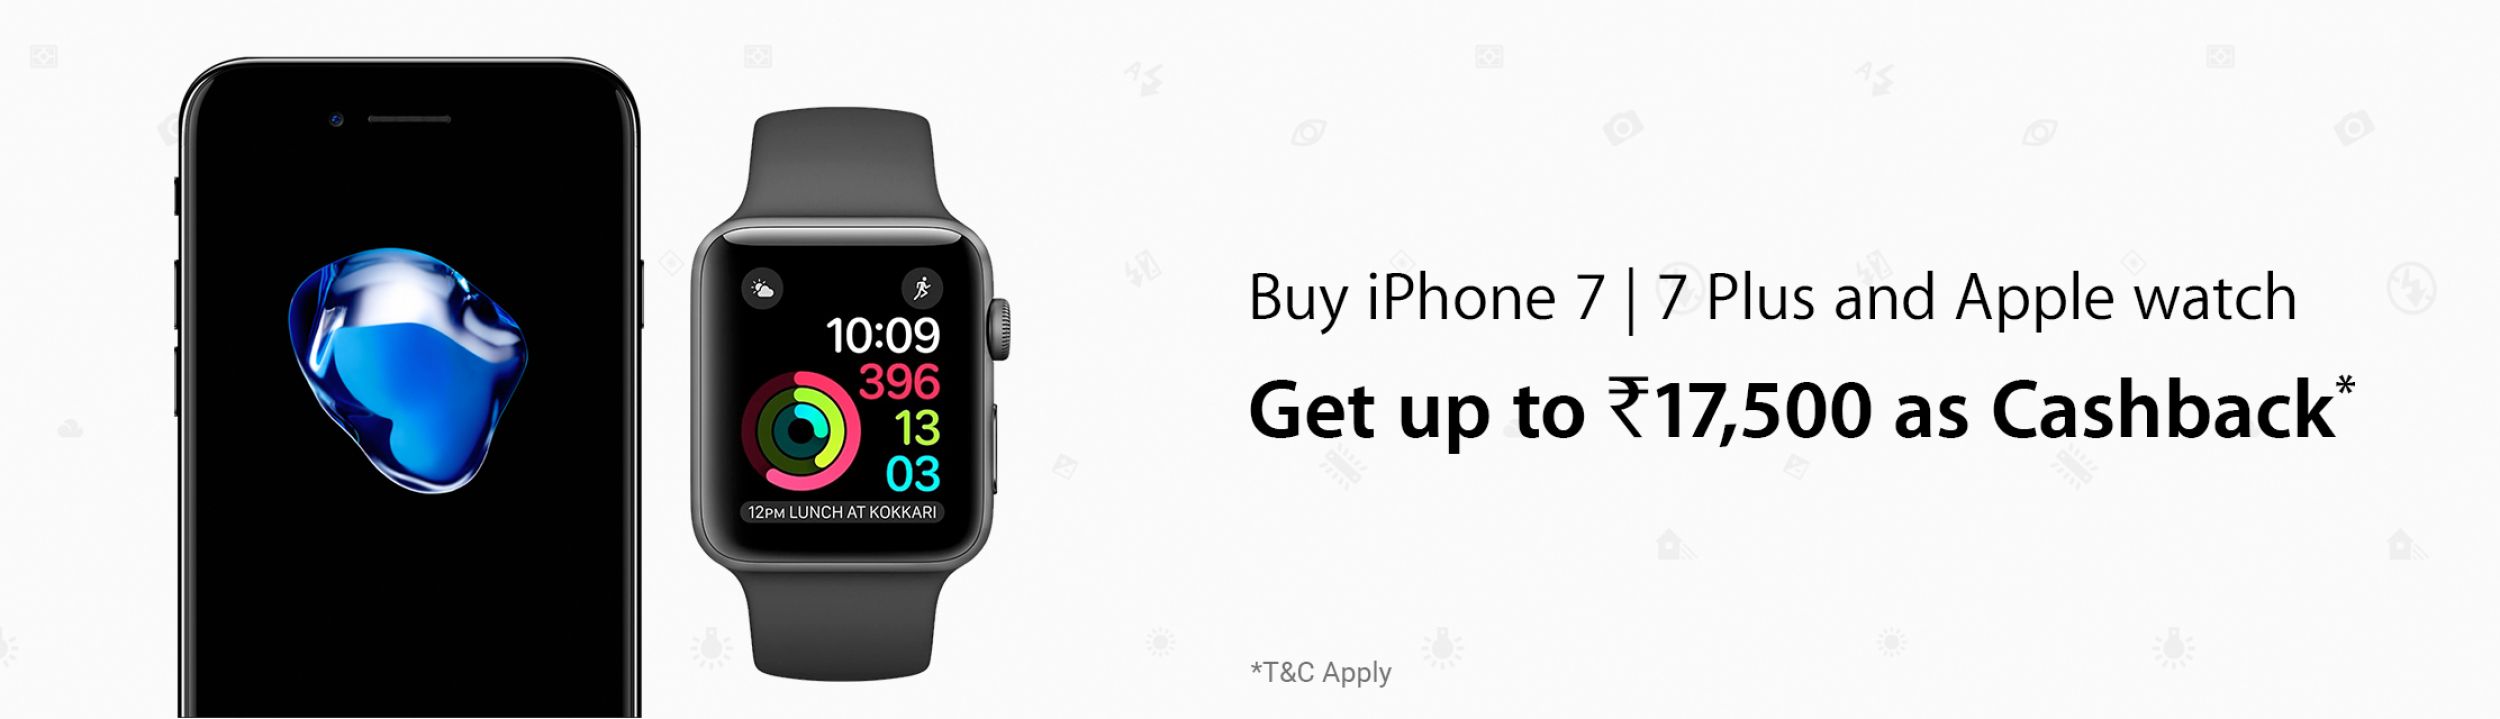 10:09
396
13
03
12PM LUNCH AT KOKKARI
Buy iPhone 7 | 7 Plus and Apple watch
Get up to ₹17,500 as Cashback*
*T&C Apply